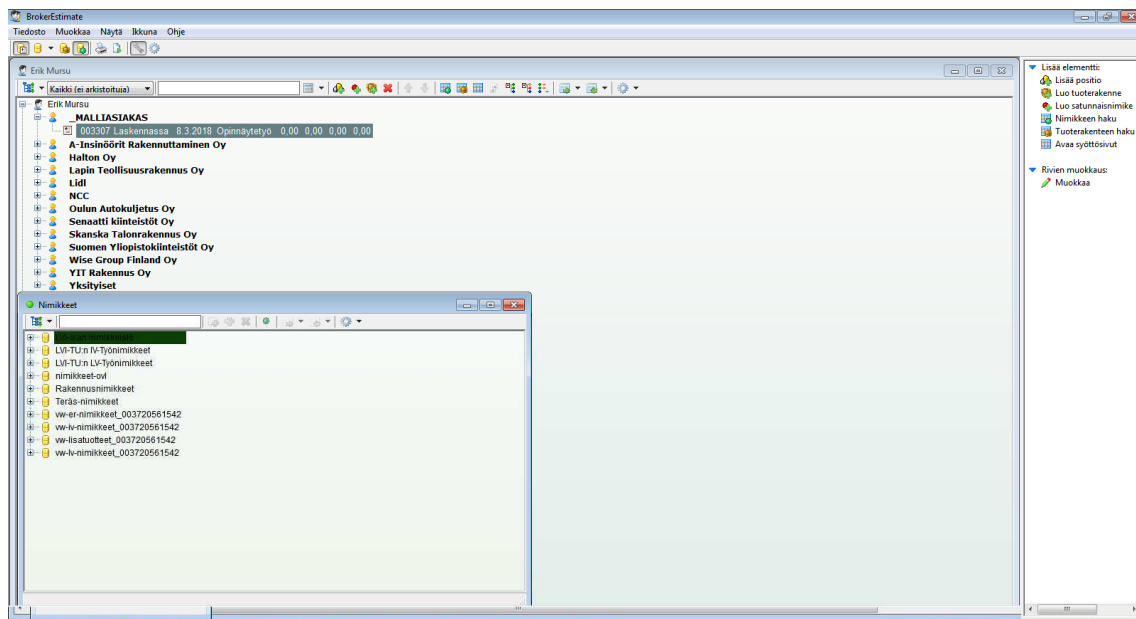 BrokerEstimate
Tiedosto Muokkaa Näytä Ikkuna Ohje
Erik Mursu
Kaikki (ei arkistoituja)
Erik Mursu
_MALLIASIAKAS
003307 Laskennassa 8.3.2018 Opinnäytetyö 0,00 0,00 0,00 0,00
A-Insinöörit Rakennuttaminen Oy
Halton Oy
Lapin Teollisuusrakennus Oy
Lidl
NCC
Oulun Autokuljetus Oy
Senaatti kiinteistöt Oy
Skanska Talonrakennus Oy
Suomen Yliopistokiinteistöt Oy
Wise Group Finland Oy
YIT Rakennus Oy
Yksityiset
Nimikkeet
LVI-TU:n IV-Työnimikkeet
LVI-TU:n LV-Työnimikkeet
nimikkeet-ovl
Rakennusnimikkeet
Teräs-nimikkeet
vw-er-nimikkeet_003720561542
vw-iv-nimikkeet_003720561542
vw-lisatuotteet_003720561542
vw-lv-nimikkeet_003720561542
Lisää elementti:
Lisää positio
Luo tuoterakenne
Luo satunnaisnimike
Nimikkeen haku
Tuoterakenteen haku
Avaa syöttösivut
Rivien muokkaus:
Muokkaa